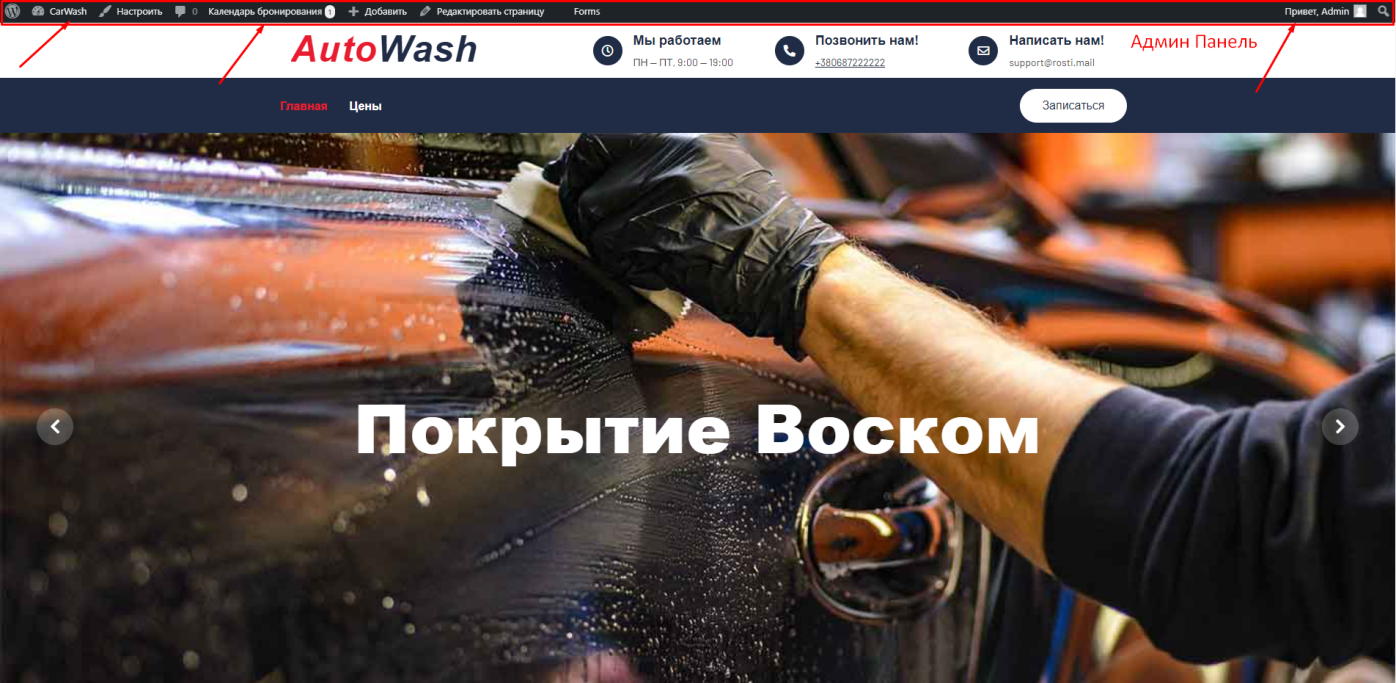 CarWash Настроить 0 Календарь бронирования 1 Добавить Редактировать страницу Forms Привет, Admin
AutoWash
Мы работаем
ПН – ПТ, 9:00 – 19:00
Позвонить нам!
+380687222222
Написать нам!
support@rosti.mail
Админ Панель
Главная Цены Записаться
Покрытие Воском